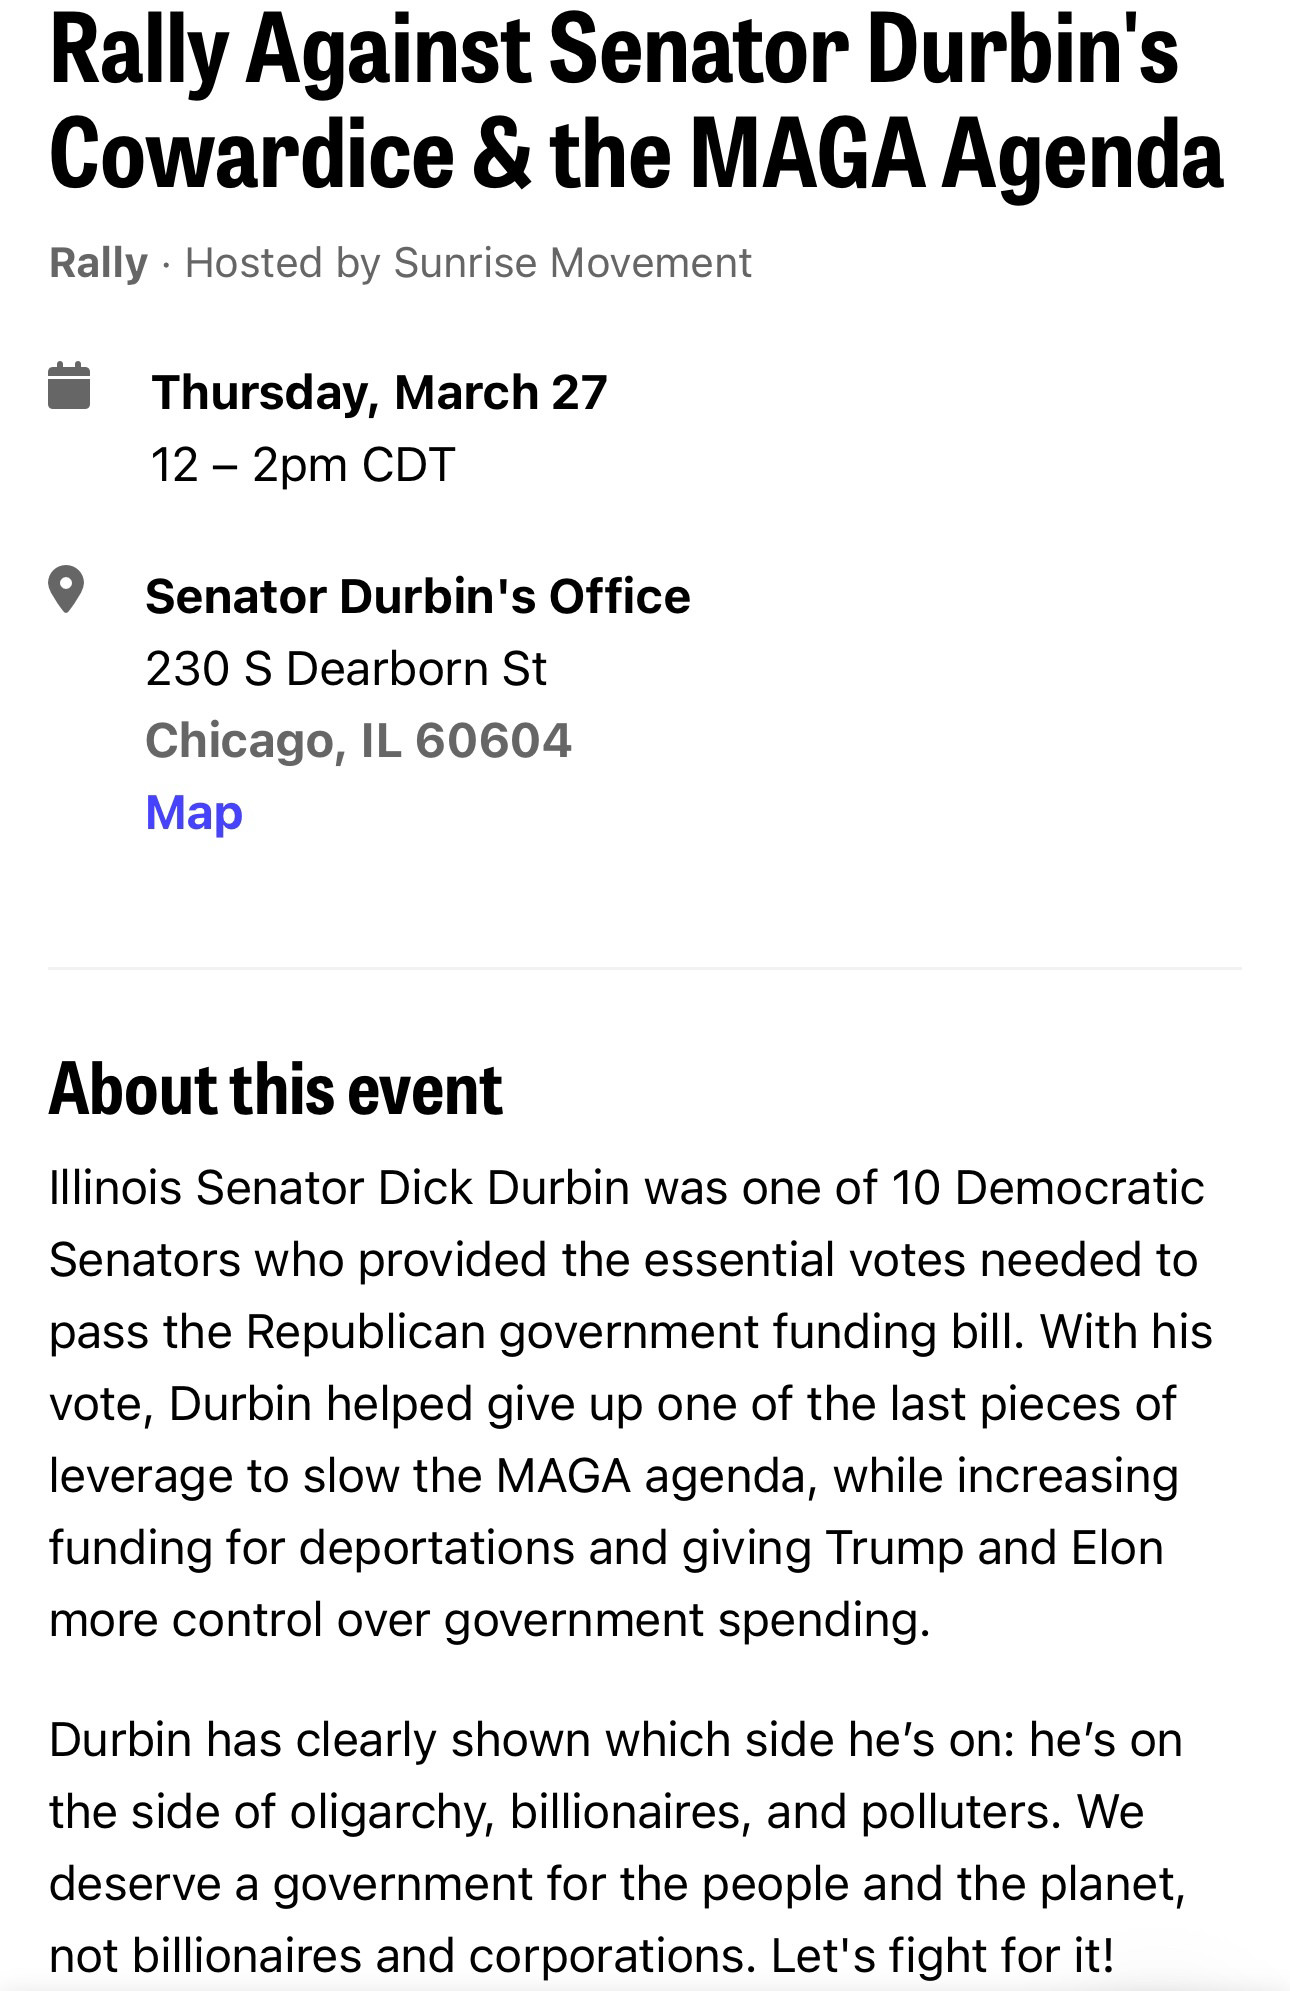 Rally Against Senator Durbin's
Cowardice & the MAGA Agenda
Rally · Hosted by Sunrise Movement
Thursday, March 27
12 – 2pm CDT
Senator Durbin's Office
230 S Dearborn St
Chicago, IL 60604
Map
About this event
Illinois Senator Dick Durbin was one of 10 Democratic
Senators who provided the essential votes needed to
pass the Republican government funding bill. With his
vote, Durbin helped give up one of the last pieces of
leverage to slow the MAGA agenda, while increasing
funding for deportations and giving Trump and Elon
more control over government spending.
Durbin has clearly shown which side he’s on: he’s on
the side of oligarchy, billionaires, and polluters. We
deserve a government for the people and the planet,
not billionaires and corporations. Let's fight for it!